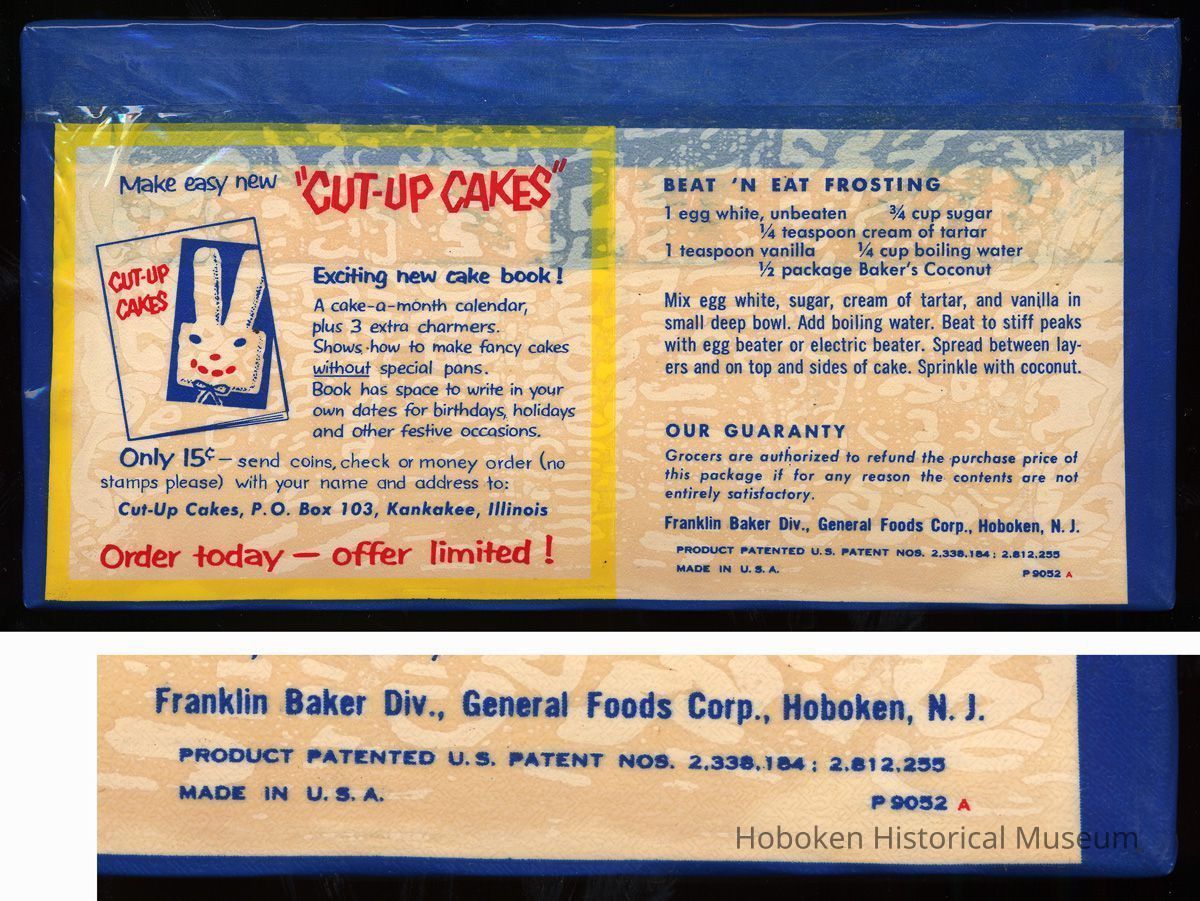 Make easy new "CUT-UP CAKES"
CUT-UP
CAKES
Exciting new cake book!
A cake-a-month calendar,
plus 3 extra charmers.
Shows how to make fancy cakes
without special pans.
Book has space to write in your
own dates for birthdays, holidays
and other festive occasions.
Only 15¢ — send coins, check or money order (no
stamps please) with your name and address to:
Cut-Up Cakes, P.O. Box 103, Kankakee, Illinois
Order today — offer limited!
BEAT 'N EAT FROSTING
1 egg white, unbeaten ¾ cup sugar
¼ teaspoon cream of tartar
1 teaspoon vanilla ¼ cup boiling water
½ package Baker's Coconut
Mix egg white, sugar, cream of tartar, and vanilla in
small deep bowl. Add boiling water. Beat to stiff peaks
with egg beater or electric beater. Spread between lay-
ers and on top and sides of cake. Sprinkle with coconut.
OUR GUARANTY
Grocers are authorized to refund the purchase price of
this package if for any reason the contents are not
entirely satisfactory.
Franklin Baker Div., General Foods Corp., Hoboken, N. J.
PRODUCT PATENTED U.S. PATENT NOS. 2,338,184; 2,812,255
MADE IN U.S.A.
P9052 A
Franklin Baker Div., General Foods Corp., Hoboken, N. J.
PRODUCT PATENTED U.S. PATENT NOS. 2,338,184; 2,812,255
MADE IN U.S.A.
P9052 A
Hoboken Historical Museum